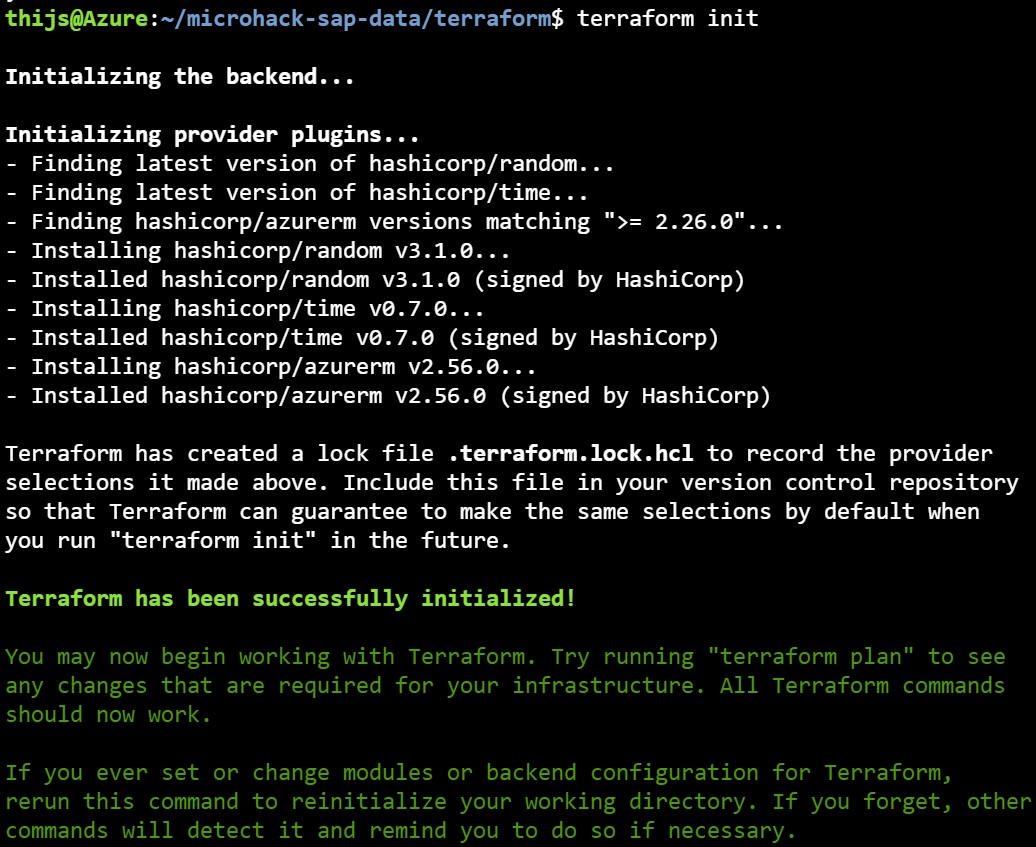 thijs@Azure:~/microhack-sap-data/terraform$ terraform init
Initializing the backend...
Initializing provider plugins...
- Finding latest version of hashicorp/random...
- Finding latest version of hashicorp/time...
- Finding hashicorp/azurerm versions matching ">= 2.26.0"...
- Installing hashicorp/random v3.1.0...
- Installed hashicorp/random v3.1.0 (signed by HashiCorp)
- Installing hashicorp/time v0.7.0...
- Installed hashicorp/time v0.7.0 (signed by HashiCorp)
- Installing hashicorp/azurerm v2.56.0...
- Installed hashicorp/azurerm v2.56.0 (signed by HashiCorp)
Terraform has created a lock file .terraform.lock.hcl to record the provider
selections it made above. Include this file in your version control repository
so that Terraform can guarantee to make the same selections by default when
you run "terraform init" in the future.
Terraform has been successfully initialized!
You may now begin working with Terraform. Try running "terraform plan" to see
any changes that are required for your infrastructure. All Terraform commands
should now work.
If you ever set or change modules or backend configuration for Terraform,
rerun this command to reinitialize your working directory. If you forget, other
commands will detect it and remind you to do so if necessary.